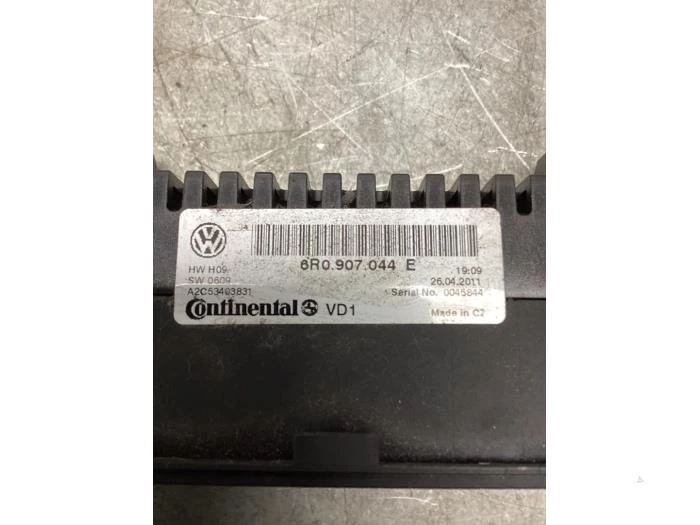 6R0.907.044 E
HW H09 19:09
SW 0609 26.04.2011
A2C53403831 Serial No. 0045844
Continental VD1 Made in CZ